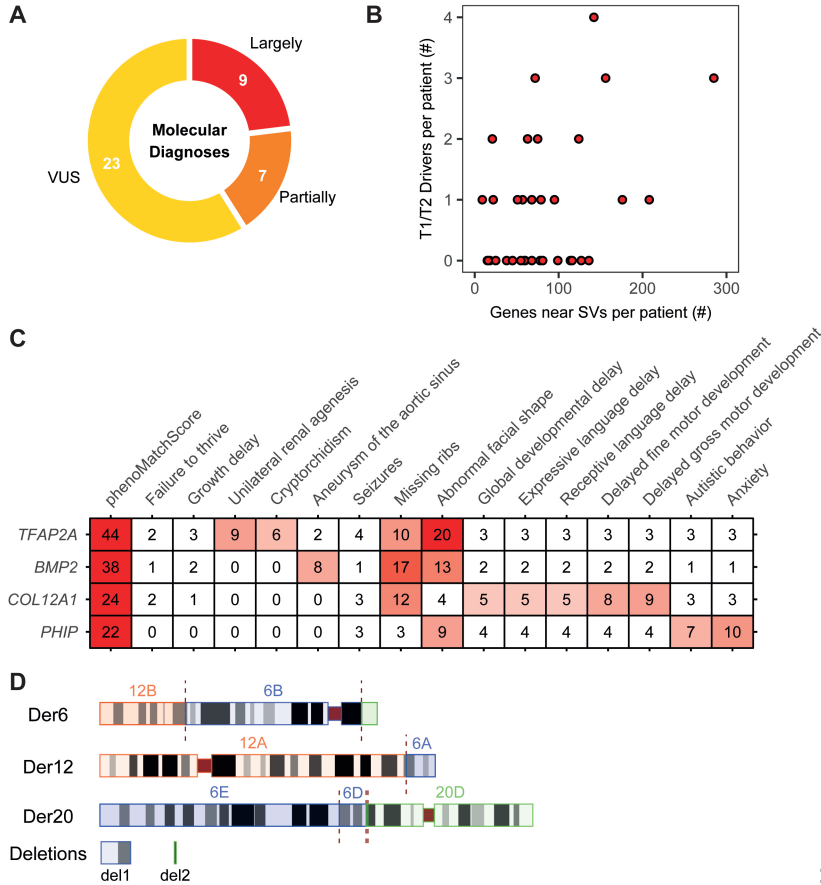 A
Largely
9
Molecular
Diagnoses
23
VUS
7
Partially
B
T1/T2 Drivers per patient (#)
4
3
2
1
0
0 100 200 300
Genes near SVs per patient (#)
C
phenoMatchScore
Failure to thrive
Growth delay
Unilateral renal agenesis
Cryptorchidism
Aneurysm of the aortic sinus
Seizures
Missing ribs
Abnormal facial shape
Global developmental delay
Expressive language delay
Receptive language delay
Delayed fine motor development
Delayed gross motor development
Autistic behavior
Anxiety
TFAP2A 44 2 3 9 6 2 4 10 20 3 3 3 3 3 3 3
BMP2 38 1 2 0 0 8 1 17 13 2 2 2 2 2 1 1
COL12A1 24 2 1 0 0 0 3 12 4 5 5 5 8 9 3 3
PHIP 22 0 0 0 0 0 3 3 9 4 4 4 4 4 7 10
D
12B 6B
Der6
12A 6A
Der12
6E 6D 20D
Der20
Deletions
del1 del2